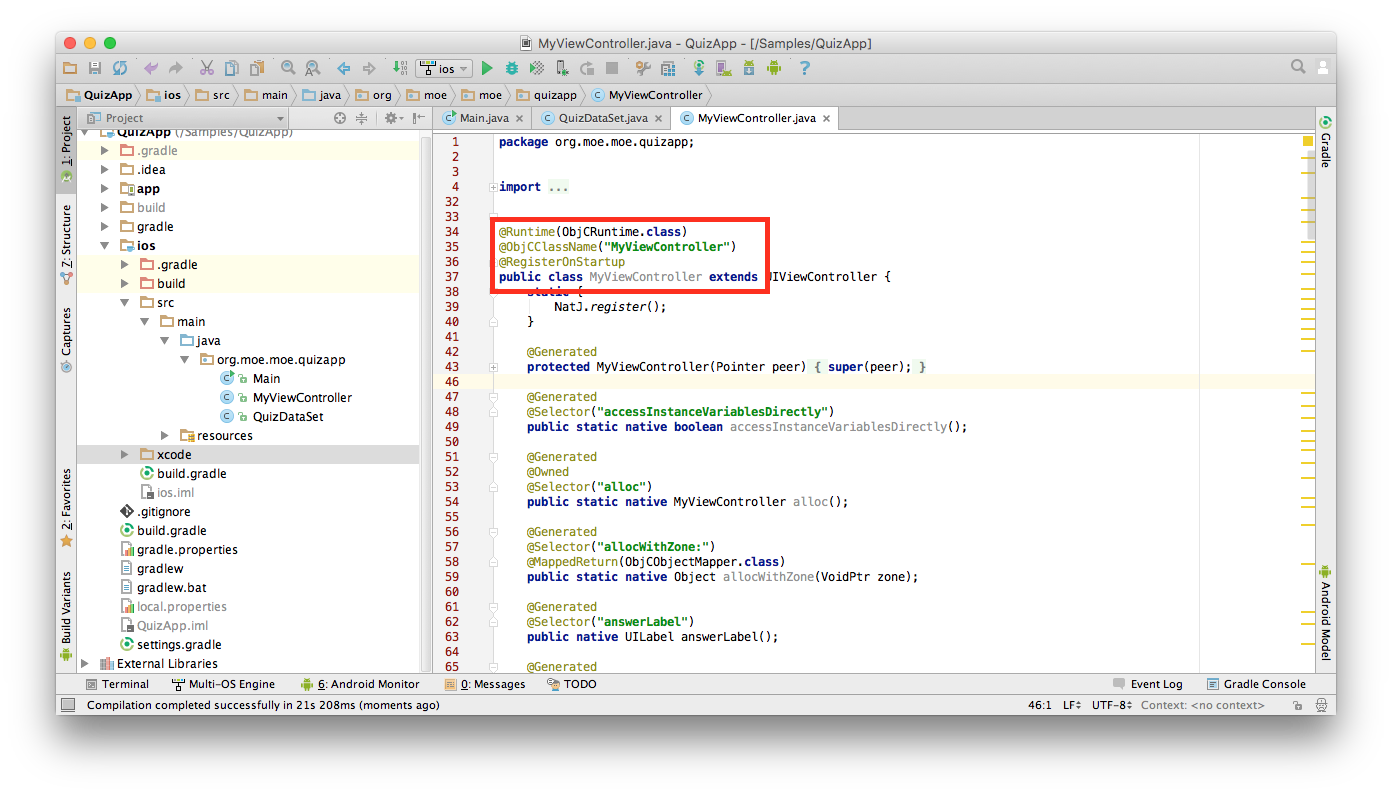 MyViewController.java - QuizApp - [/Samples/QuizApp]
ios
QuizApp ios src main java org moe moe quizapp MyViewController
1: Project
Z: Structure
Captures
2: Favorites
Build Variants
Project
QuizApp (/Samples/QuizApp)
.gradle
.idea
app
build
gradle
ios
.gradle
build
src
main
java
org.moe.moe.quizapp
Main
MyViewController
QuizDataSet
resources
xcode
build.gradle
ios.iml
.gitignore
build.gradle
gradle.properties
gradlew
gradlew.bat
local.properties
QuizApp.iml
settings.gradle
External Libraries
Main.java QuizDataSet.java MyViewController.java
1 package org.moe.moe.quizapp;
2
3
4 import ...
32
33
34 @Runtime(ObjCRuntime.class)
35 @ObjCClassName("MyViewController")
36 @RegisterOnStartup
37 public class MyViewController extends UIViewController {
38 static {
39 NatJ.register();
40 }
41
42 @Generated
43 protected MyViewController(Pointer peer) { super(peer); }
46
47 @Generated
48 @Selector("accessInstanceVariablesDirectly")
49 public static native boolean accessInstanceVariablesDirectly();
50
51 @Generated
52 @Owned
53 @Selector("alloc")
54 public static native MyViewController alloc();
55
56 @Generated
57 @Selector("allocWithZone:")
58 @MappedReturn(ObjCObjectMapper.class)
59 public static native Object allocWithZone(VoidPtr zone);
60
61 @Generated
62 @Selector("answerLabel")
63 public native UILabel answerLabel();
64
65 @Generated
Gradle
Android Model
Terminal Multi-OS Engine 6: Android Monitor 0: Messages TODO Event Log Gradle Console
Compilation completed successfully in 21s 208ms (moments ago) 46:1 LF UTF-8 Context: <no context>